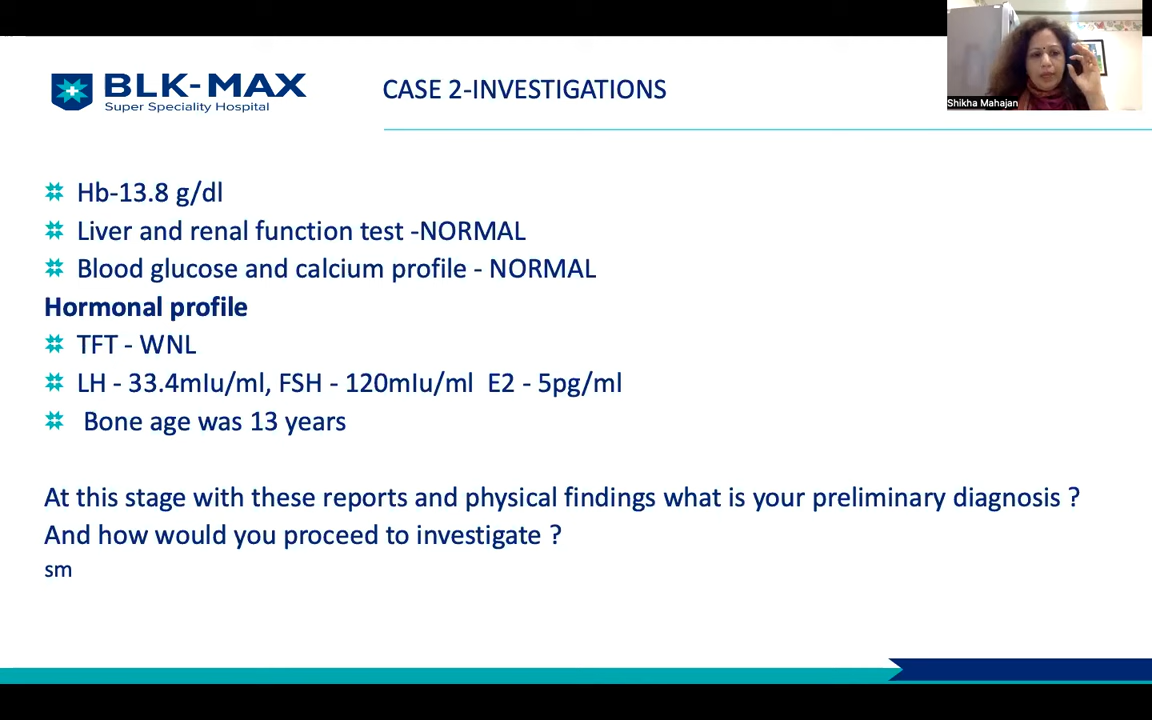 BLK-MAX
Super Speciality Hospital
CASE 2-INVESTIGATIONS
Shikha Mahajan
Hb-13.8 g/dl
Liver and renal function test -NORMAL
Blood glucose and calcium profile - NORMAL
Hormonal profile
TFT - WNL
LH - 33.4mIu/ml, FSH - 120mIu/ml E2 - 5pg/ml
Bone age was 13 years
At this stage with these reports and physical findings what is your preliminary diagnosis ?
And how would you proceed to investigate ?
sm